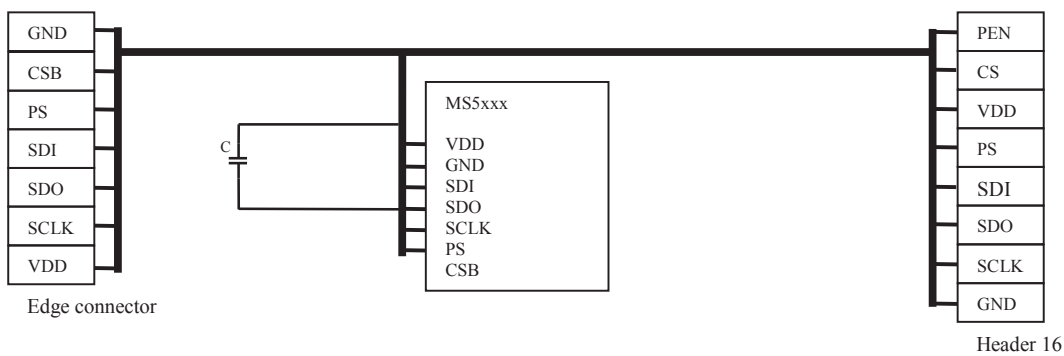 GND
CSB
PS
SDI
SDO
SCLK
VDD
Edge connector
C
MS5xxx
VDD
GND
SDI
SDO
SCLK
PS
CSB
PEN
CS
VDD
PS
SDI
SDO
SCLK
GND
Header 16